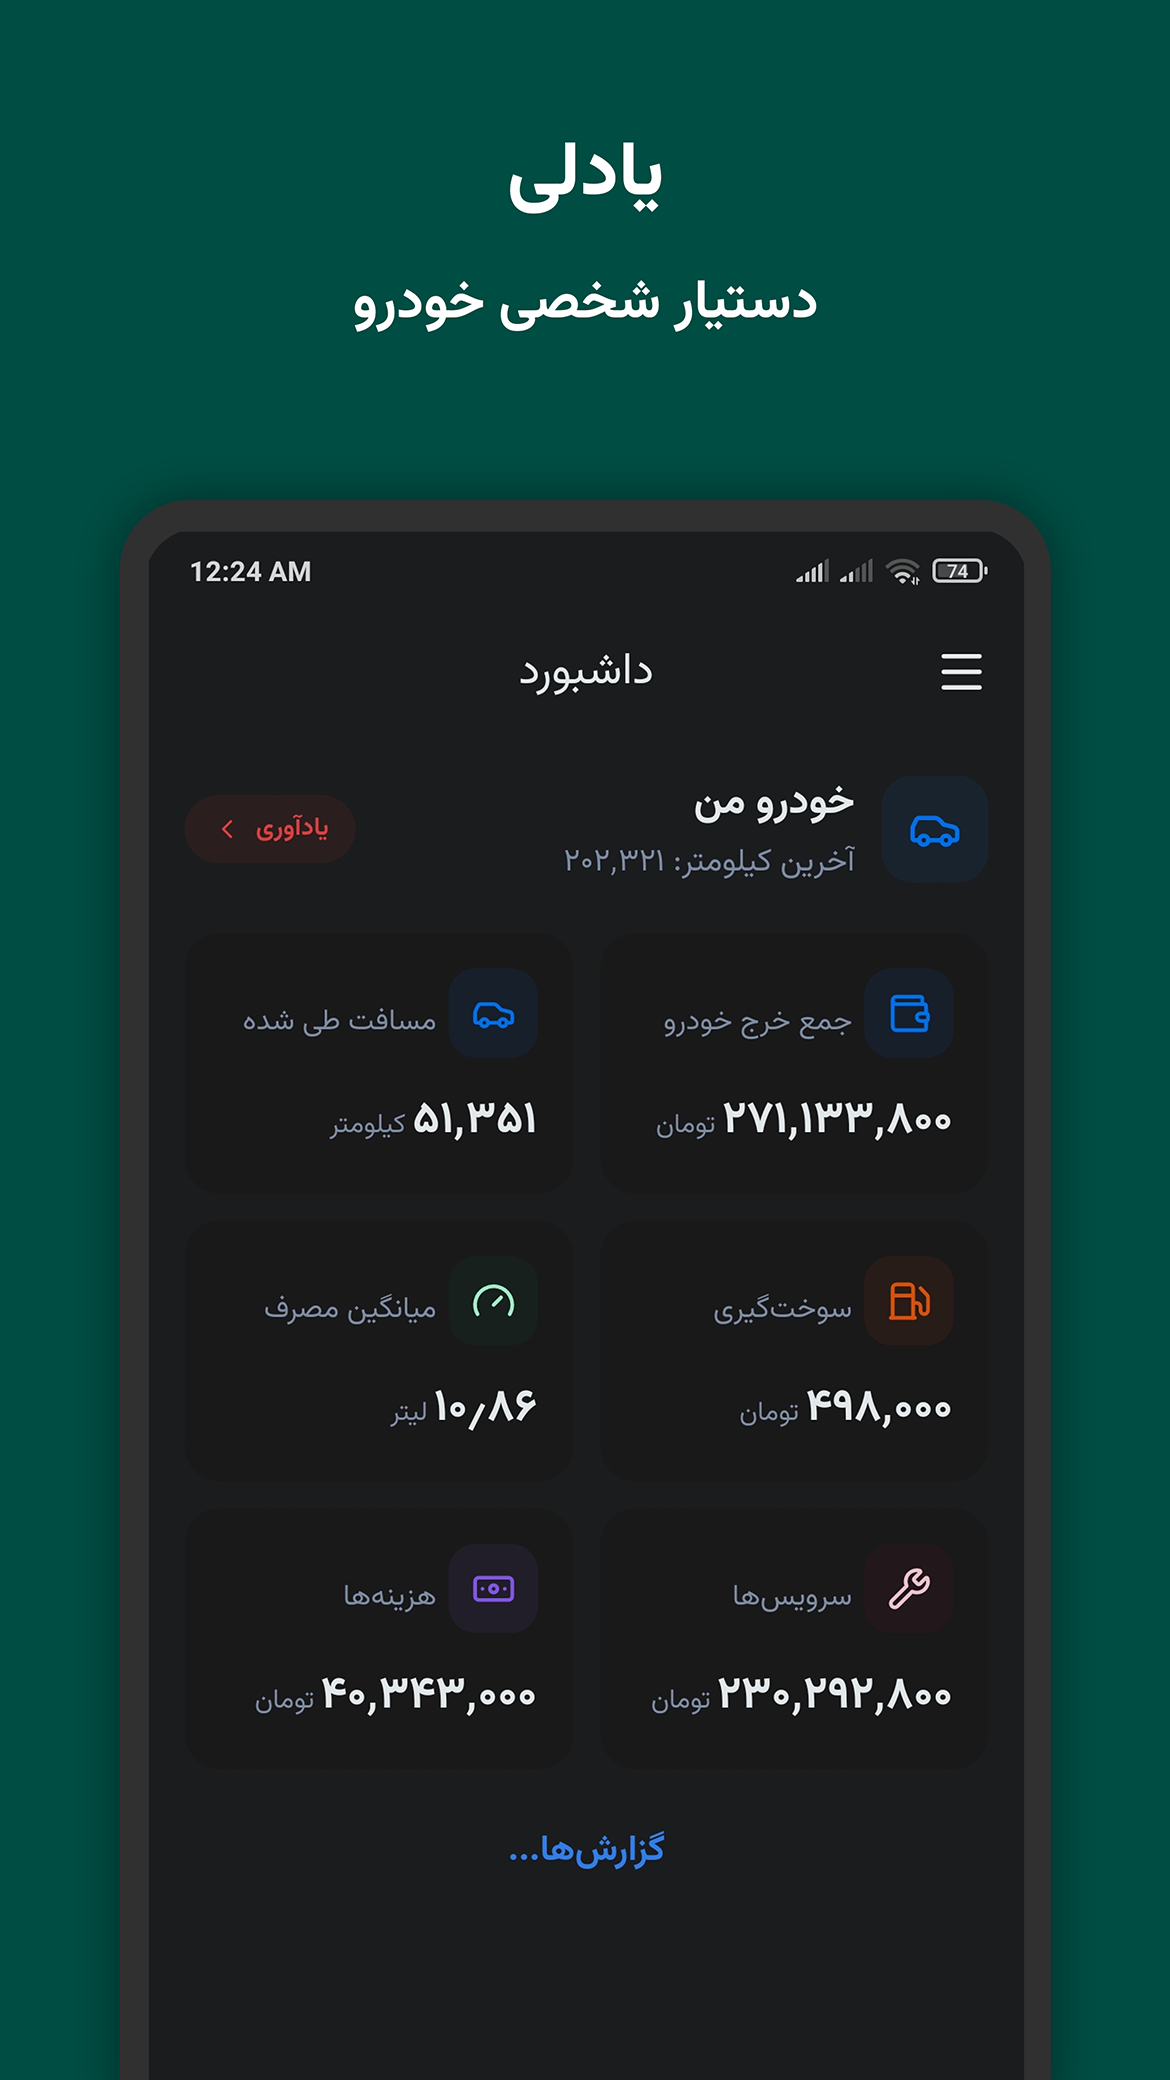 یادلی
دستیار شخصی خودرو
12:24 AM
74
داشبورد
خودرو من
آخرین کیلومتر: ۲۰۲,۳۲۱
یادآوری
جمع خرج خودرو
۲۷۱,۱۳۳,۸۰۰ تومان
مسافت طی شده
۵۱,۳۵۱ کیلومتر
سوخت‌گیری
۴۹۸,۰۰۰ تومان
میانگین مصرف
۱۰٫۸۶ لیتر
سرویس‌ها
۲۳۰,۲۹۲,۸۰۰ تومان
هزینه‌ها
۴۰,۳۴۳,۰۰۰ تومان
گزارش‌ها...